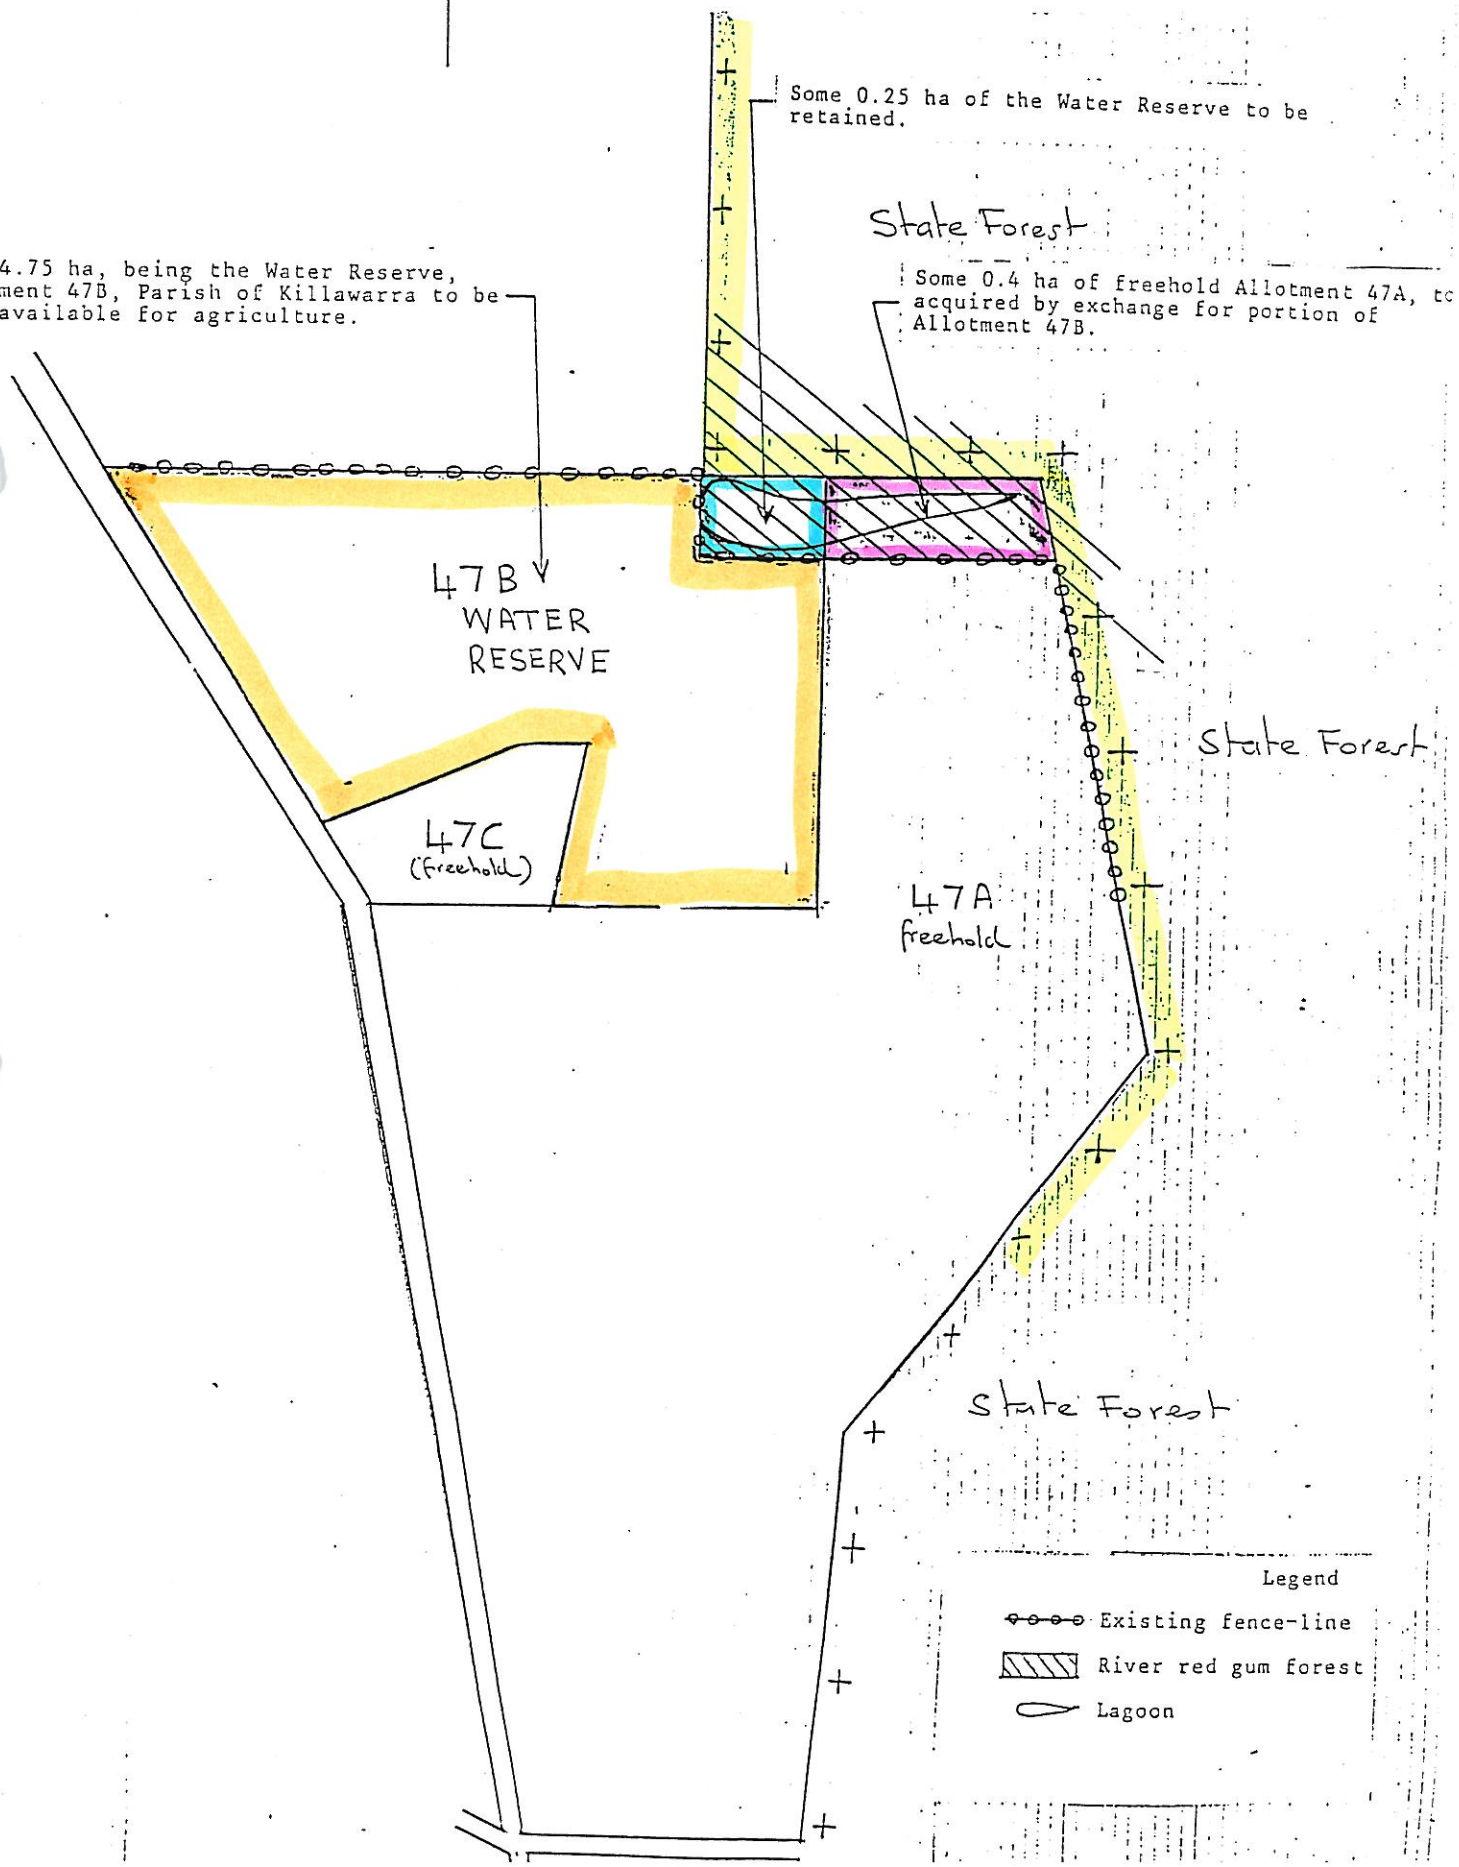 Some 0.25 ha of the Water Reserve to be
retained.
State Forest
4.75 ha, being the Water Reserve,
ment 47B, Parish of Killawarra to be
available for agriculture.
Some 0.4 ha of freehold Allotment 47A, to
acquired by exchange for portion of
Allotment 47B.
47B
WATER
RESERVE
State Forest
47C
(freehold)
47A
freehold
State Forest
Legend
Existing fence-line
River red gum forest
Lagoon